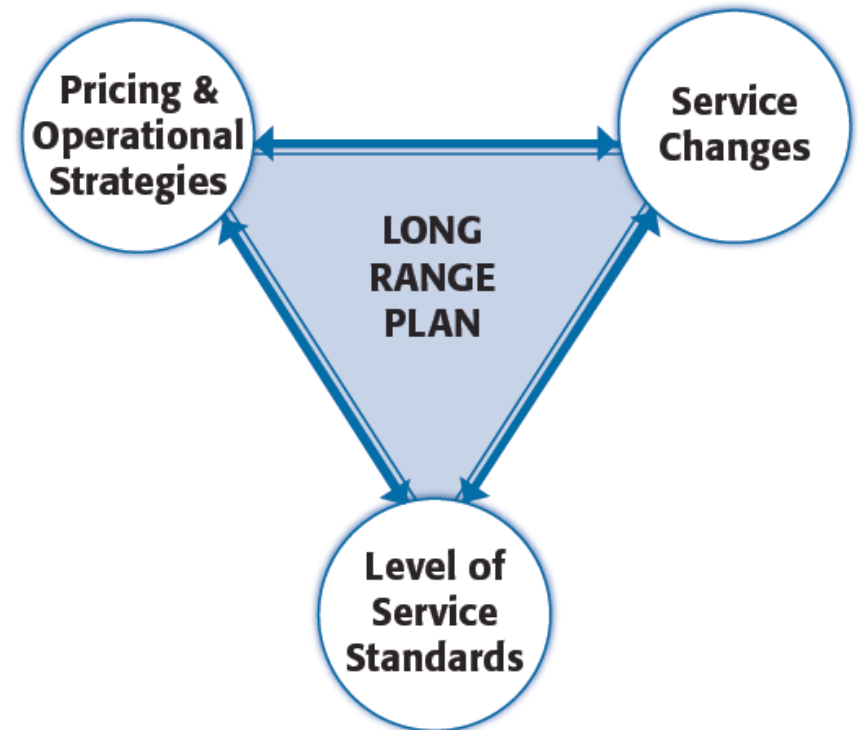 Pricing &
Operational
Strategies
Service
Changes
LONG
RANGE
PLAN
Level of
Service
Standards